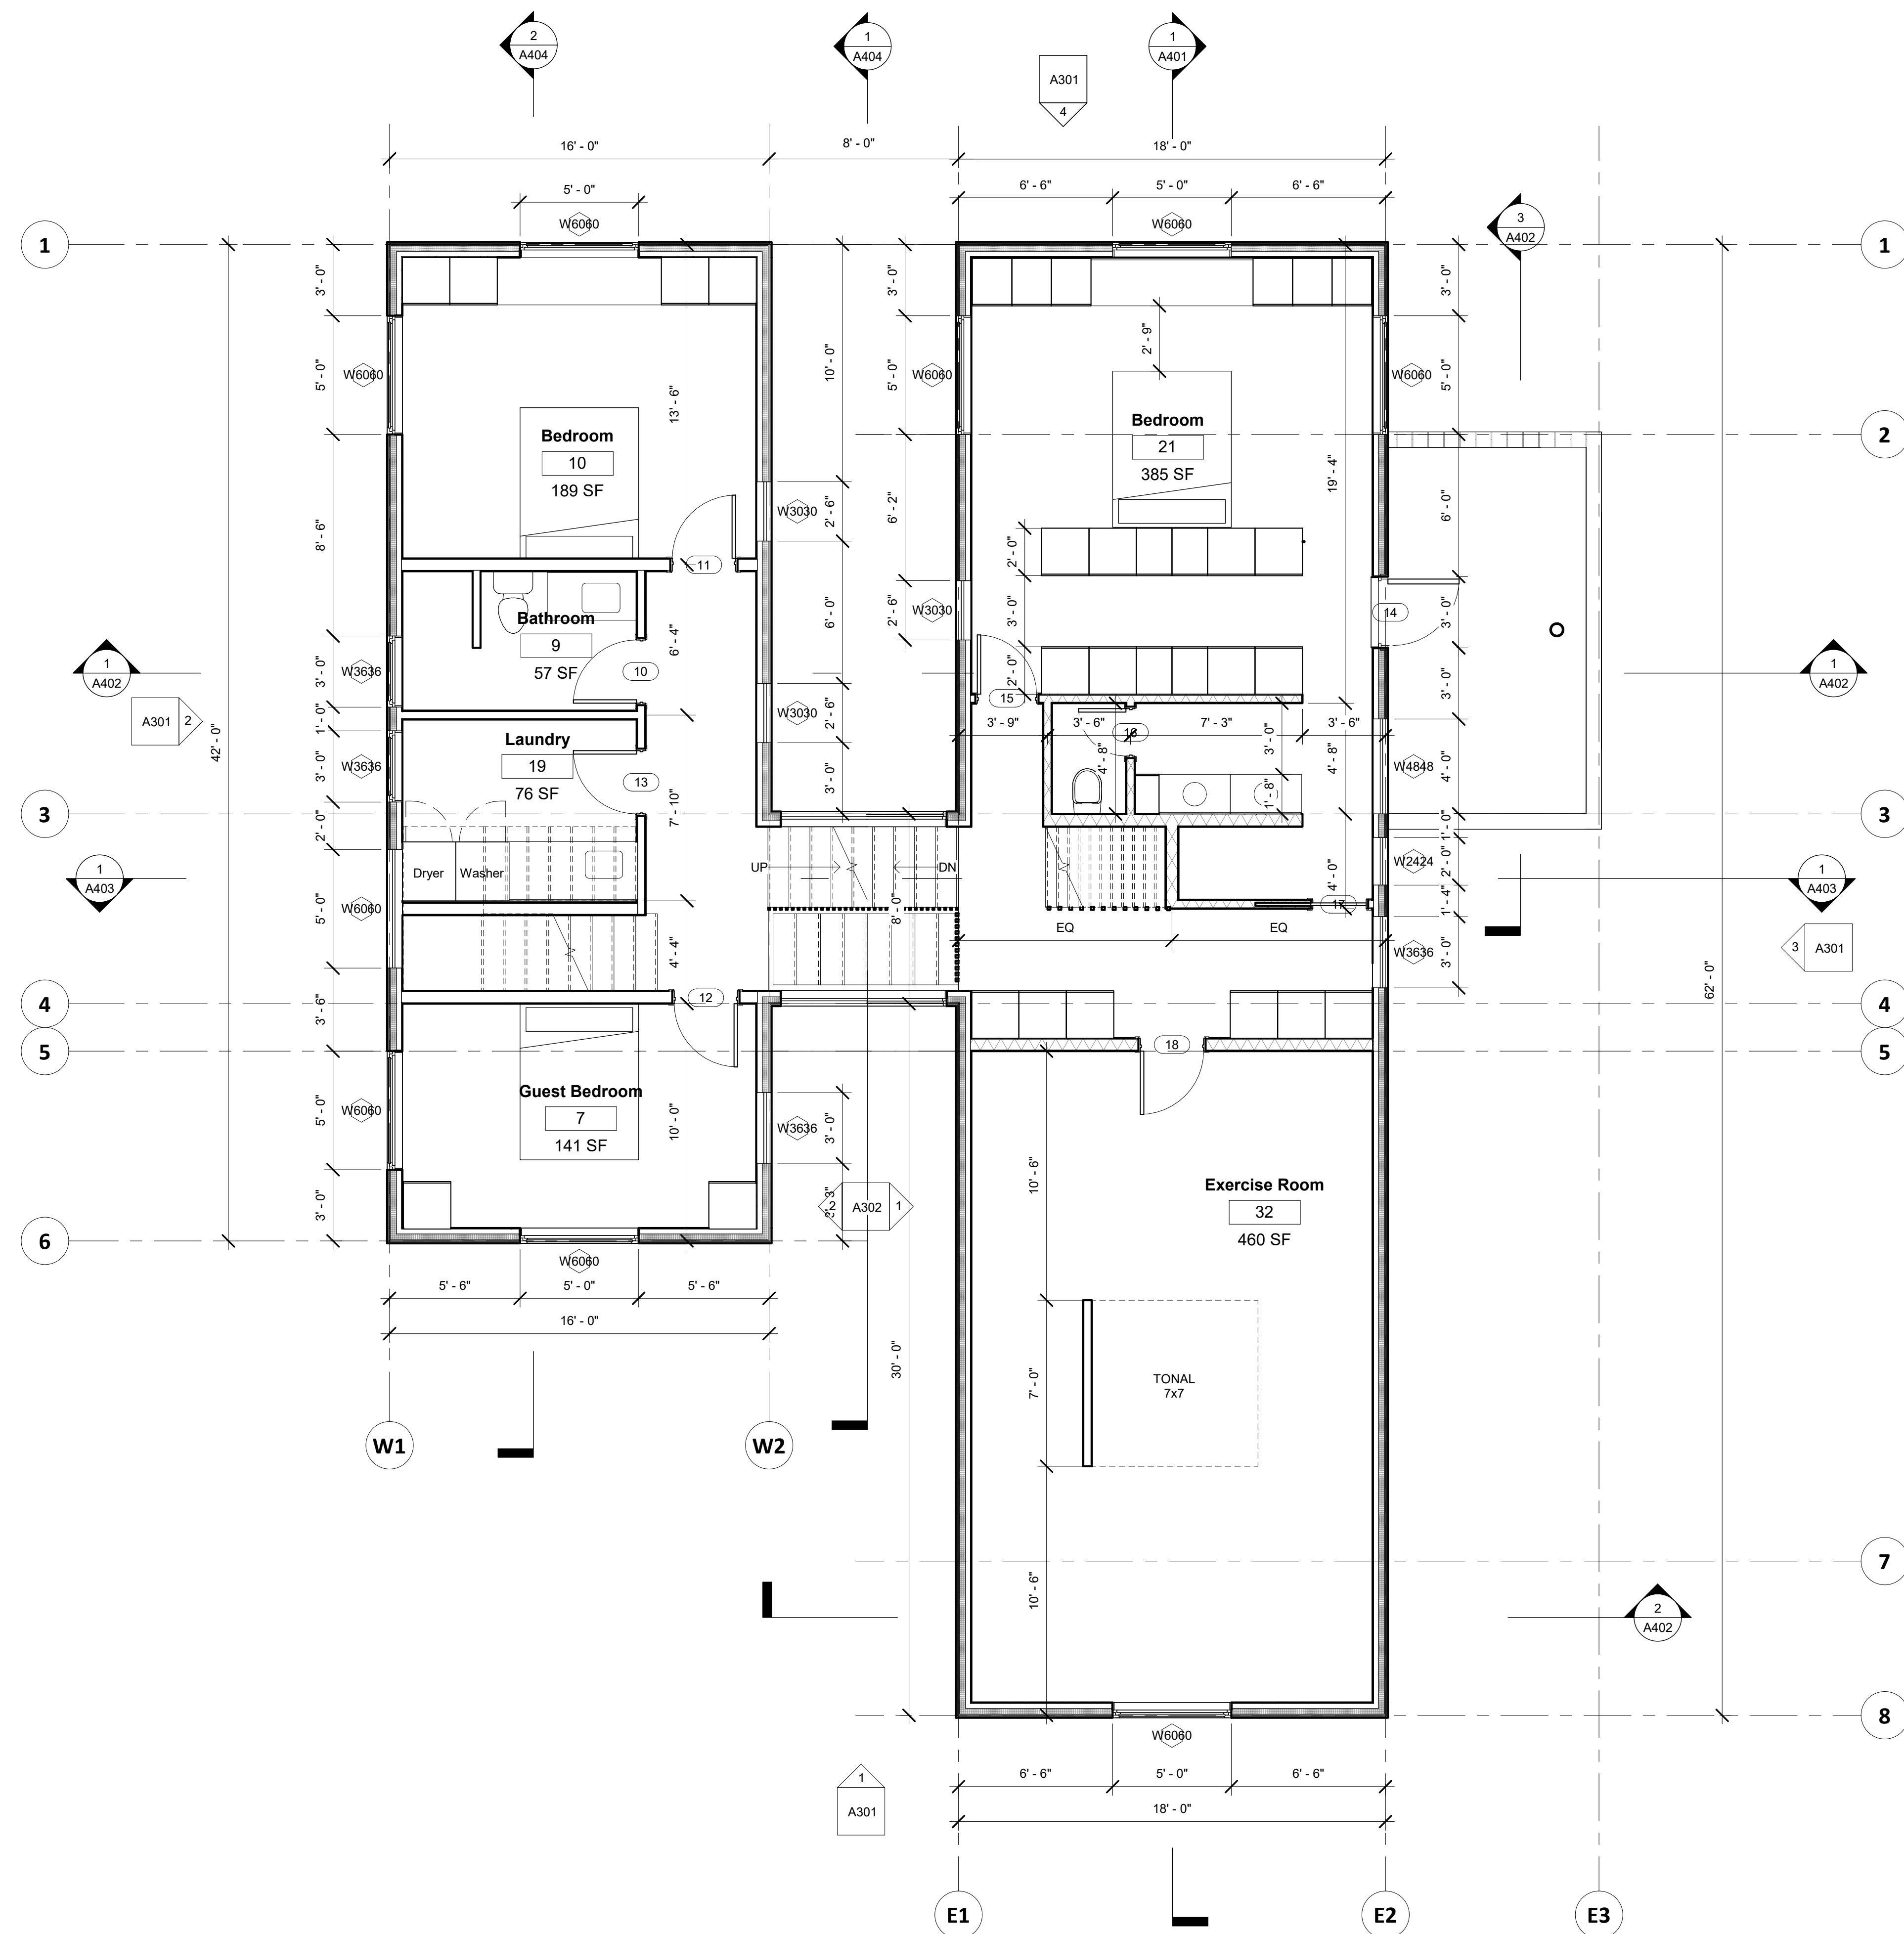 2
A404
1
A404
1
A401
A301
4
16' - 0"
8' - 0"
18' - 0"
5' - 0"
6' - 6"
5' - 0"
6' - 6"
W6060
W6060
3
A402
1
1
3' - 0"
3' - 0"
3' - 0"
5' - 0"
W6060
13' - 6"
10' - 0"
5' - 0"
W6060
2' - 9"
W6060
5' - 0"
Bedroom
10
189 SF
Bedroom
21
385 SF
2
19' - 4"
8' - 6"
W3030
2' - 6"
6' - 2"
6' - 0"
11
2' - 0"
Bathroom
9
57 SF
6' - 4"
6' - 0"
2' - 6"
W3030
3' - 0"
14
3' - 0"
1
A402
W3636
3' - 0"
10
2' - 0"
15
3' - 0"
1
A402
A301
2
42' - 0"
1' - 0"
W3030
2' - 6"
3' - 9"
3' - 6"
16
7' - 3"
3' - 6"
Laundry
19
76 SF
W3636
3' - 0"
13
4' - 8"
3' - 0"
4' - 8"
W4848
4' - 0"
3
2' - 0"
7' - 10"
3' - 0"
1' - 8"
3
1' - 0"
1
A403
Dryer
Washer
UP
DN
4' - 0"
W2424
2' - 0"
1
A403
1' - 4"
W6060
5' - 0"
8' - 0"
17
EQ
EQ
4' - 4"
W3636
3' - 0"
3
A301
62' - 0"
4
3' - 6"
12
4
5
18
5
Guest Bedroom
7
141 SF
W6060
5' - 0"
10' - 0"
W3636
3' - 0"
10' - 6"
Exercise Room
32
460 SF
3' - 0"
2
A302
1
6
W6060
5' - 6"
5' - 0"
5' - 6"
16' - 0"
30' - 0"
7' - 0"
TONAL
7x7
W1
W2
7
10' - 6"
2
A402
W6060
8
1
A301
6' - 6"
5' - 0"
6' - 6"
18' - 0"
E1
E2
E3